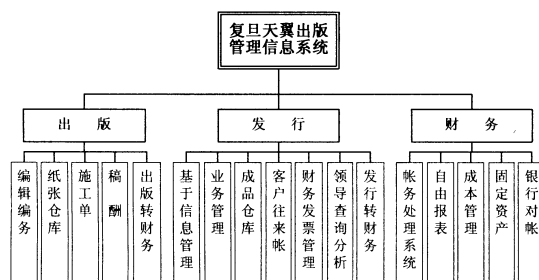 复旦天翼出版
管理信息系统
出 版
发 行
财 务
编辑编务
纸张仓库
施工单
稿 酬
出版转财务
基于信息管理
业务管理
成品仓库
客户往来帐
财务发票管理
领导查询分析
发行转财务
帐务处理系统
自由报表
成本管理
固定资产
银行对帐